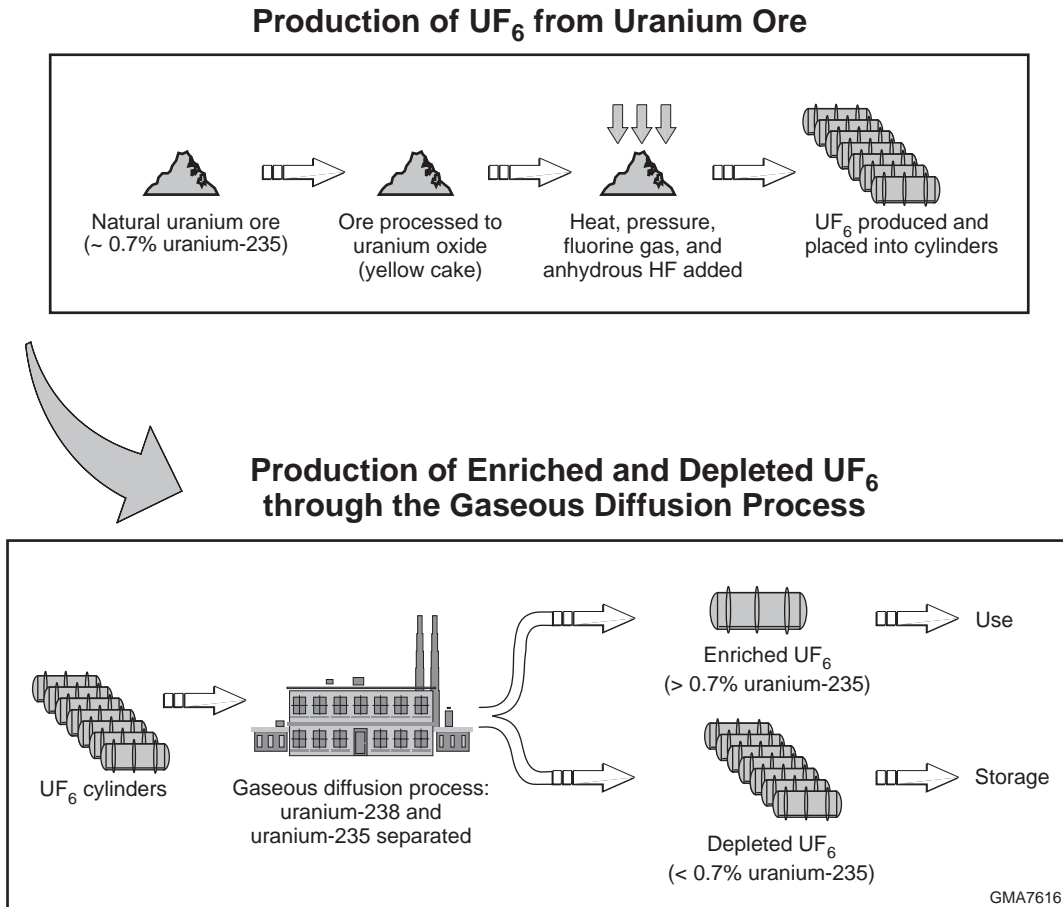 Production of UF6 from Uranium Ore
Natural uranium ore
(~ 0.7% uranium-235)
Ore processed to
uranium oxide
(yellow cake)
Heat, pressure,
fluorine gas, and
anhydrous HF added
UF6 produced and
placed into cylinders
Production of Enriched and Depleted UF6
through the Gaseous Diffusion Process
UF6 cylinders
Gaseous diffusion process:
uranium-238 and
uranium-235 separated
Enriched UF6
(> 0.7% uranium-235)
Use
Depleted UF6
(< 0.7% uranium-235)
Storage
GMA7616